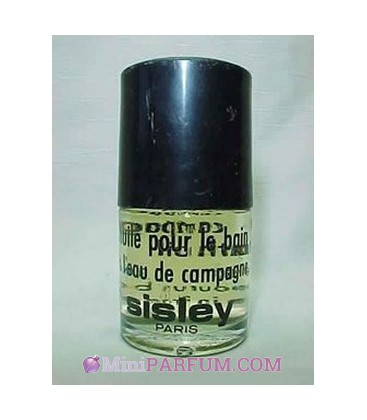 huile pour le bain
à l'eau de campagne
sisley
PARIS
MiniPARFUM.COM